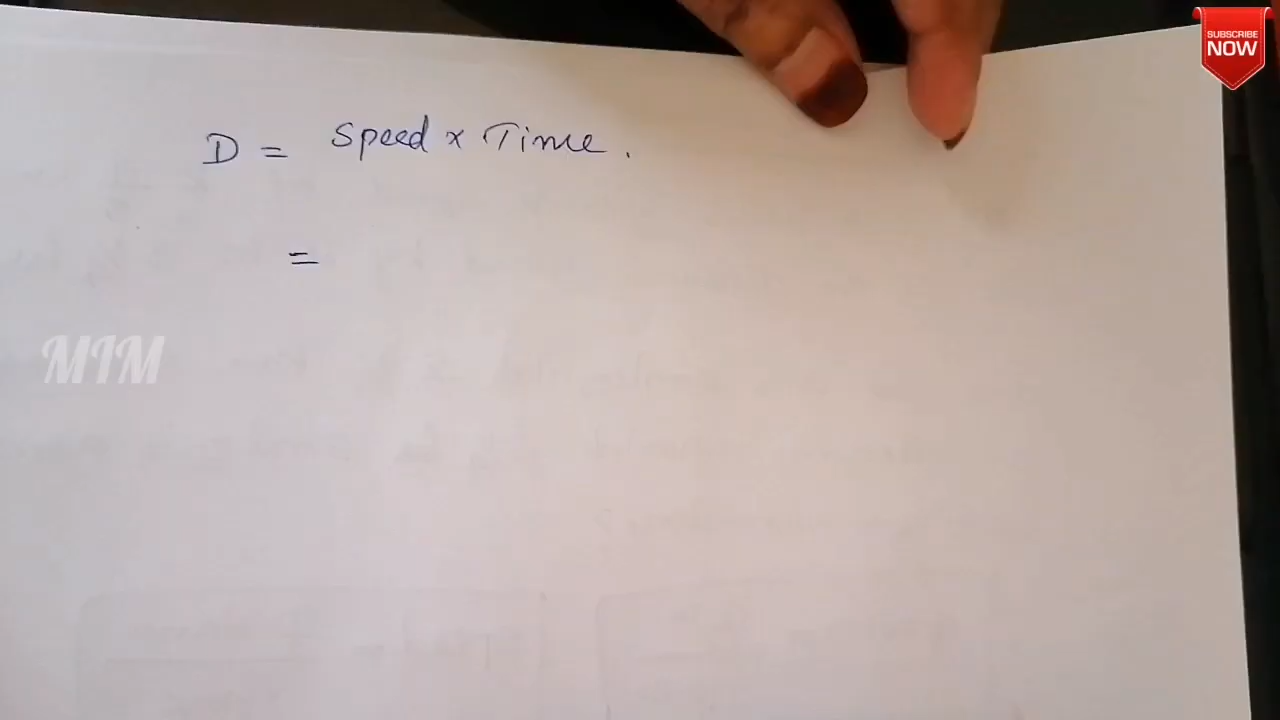 SUBSCRIBE
NOW
D = Speed × Time.
=
MIM